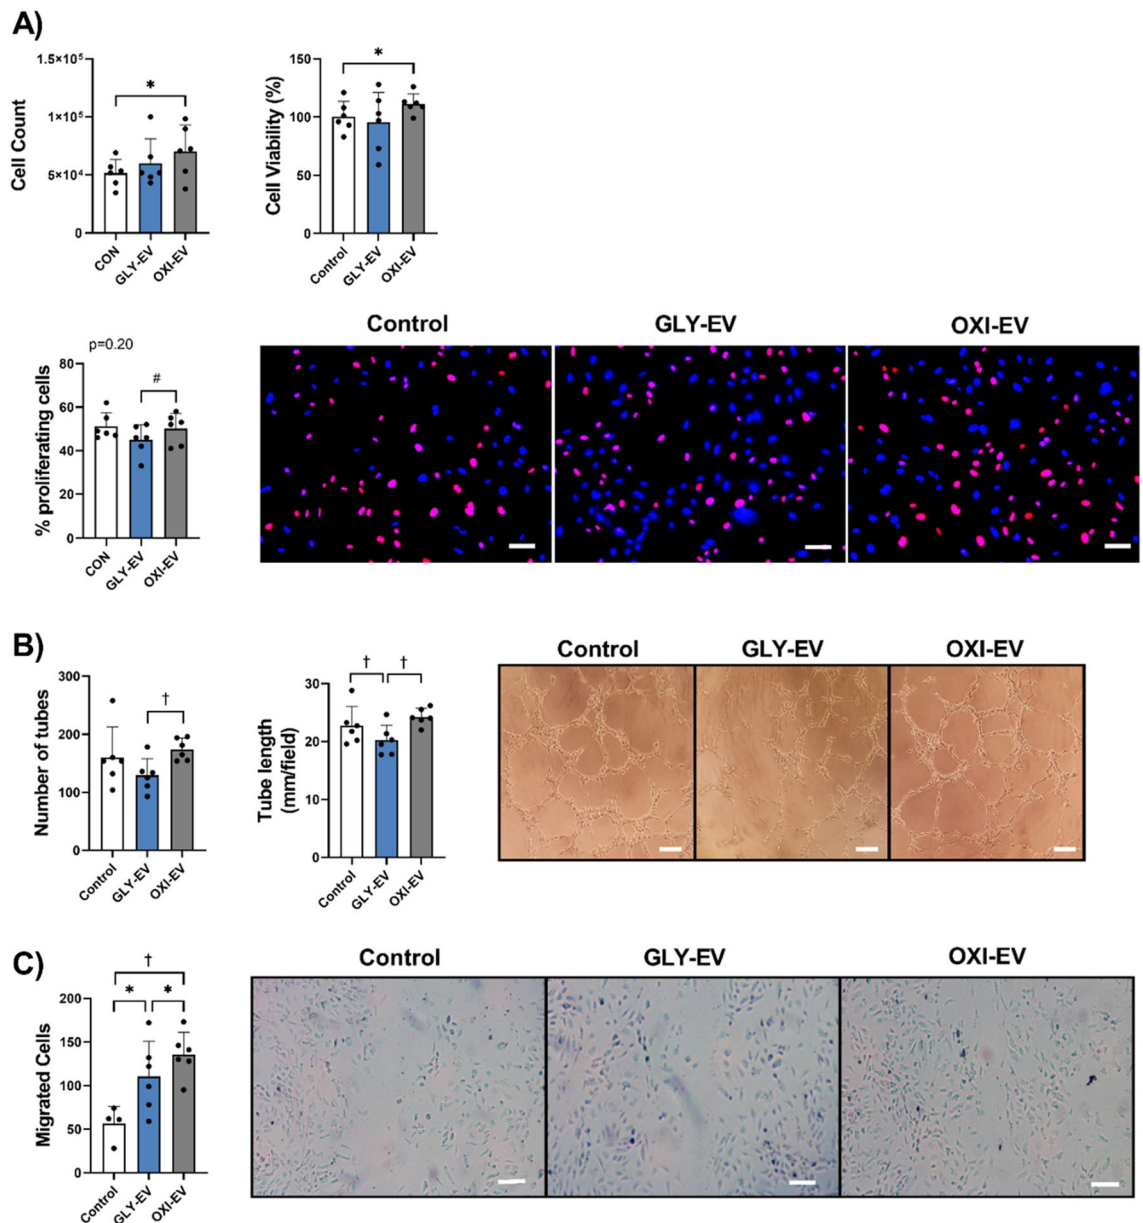 A)
Cell Count
1.5×10⁵
1×10⁵
5×10⁴
0
*
CON
GLY-EV
OXI-EV
Cell Viability (%)
150
100
50
0
*
Control
GLY-EV
OXI-EV
p=0.20
% proliferating cells
80
60
40
20
0
#
CON
GLY-EV
OXI-EV
Control
GLY-EV
OXI-EV
B)
Number of tubes
300
200
100
0
†
Control
GLY-EV
OXI-EV
Tube length
(mm/field)
30
20
10
0
† †
Control
GLY-EV
OXI-EV
Control
GLY-EV
OXI-EV
C)
Migrated Cells
200
150
100
50
0
†
* *
Control
GLY-EV
OXI-EV
Control
GLY-EV
OXI-EV